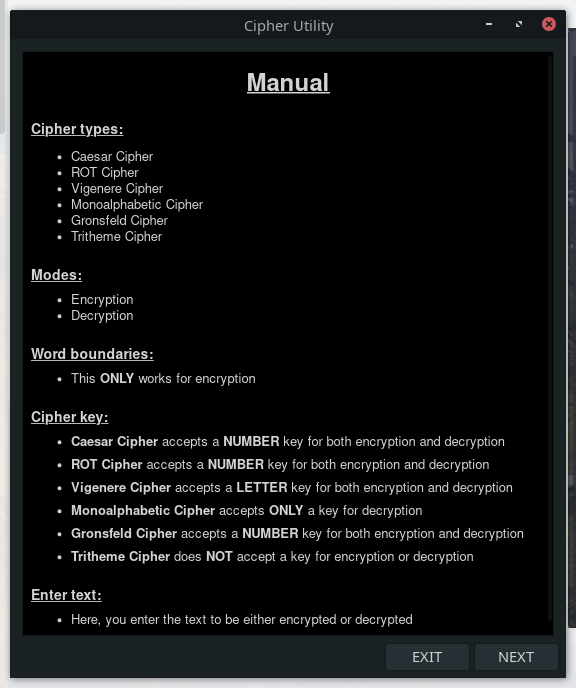 Cipher Utility
Manual
Cipher types:
• Caesar Cipher
• ROT Cipher
• Vigenere Cipher
• Monoalphabetic Cipher
• Gronsfeld Cipher
• Tritheme Cipher
Modes:
• Encryption
• Decryption
Word boundaries:
• This ONLY works for encryption
Cipher key:
• Caesar Cipher accepts a NUMBER key for both encryption and decryption
• ROT Cipher accepts a NUMBER key for both encryption and decryption
• Vigenere Cipher accepts a LETTER key for both encryption and decryption
• Monoalphabetic Cipher accepts ONLY a key for decryption
• Gronsfeld Cipher accepts a NUMBER key for both encryption and decryption
• Tritheme Cipher does NOT accept a key for encryption or decryption
Enter text:
• Here, you enter the text to be either encrypted or decrypted
EXIT NEXT